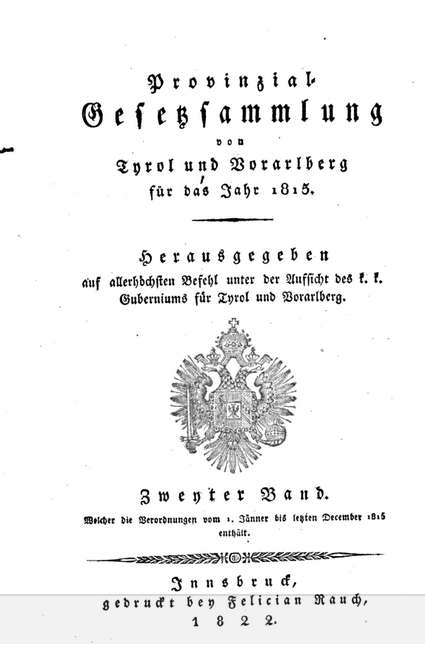 Provinzial-
Gesetzsammlung
von
Tyrol und Vorarlberg
für das Jahr 1815.
Herausgegeben
auf allerhöchsten Befehl unter der Aufsicht des k. k.
Guberniums für Tyrol und Vorarlberg.
Zweyter Band.
Welcher die Verordnungen vom 1. Jänner bis letzten December 1815
enthält.
Innsbruck,
gedruckt bey Felician Rauch,
1822.